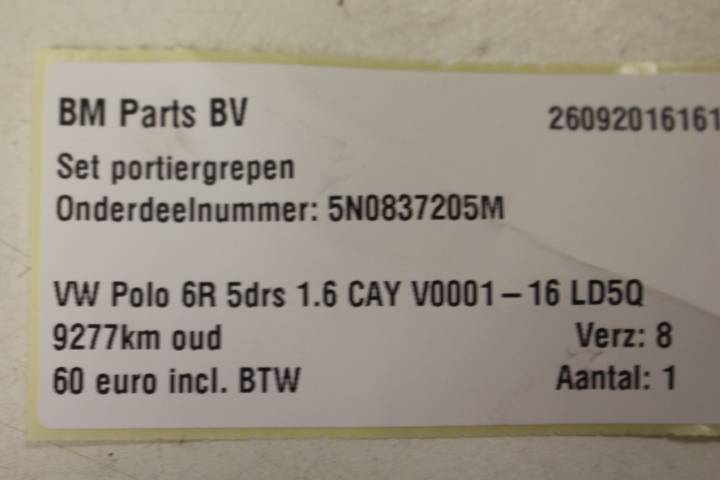 BM Parts BV 26092016161
Set portiergrepen
Onderdeelnummer: 5N0837205M
VW Polo 6R 5drs 1.6 CAY V0001-16 LD5Q
9277km oud Verz: 8
60 euro incl. BTW Aantal: 1